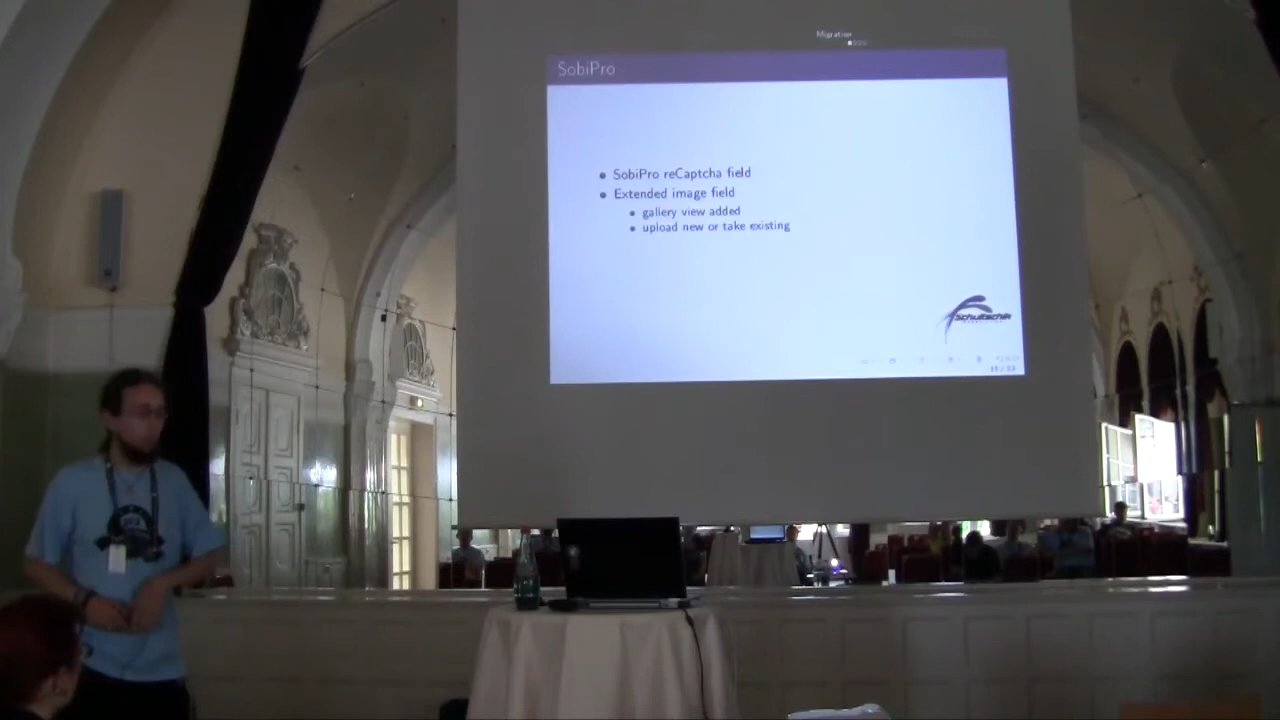 Migration
SobiPro
SobiPro reCaptcha field
Extended image field
gallery view added
upload new or take existing
Schultschik